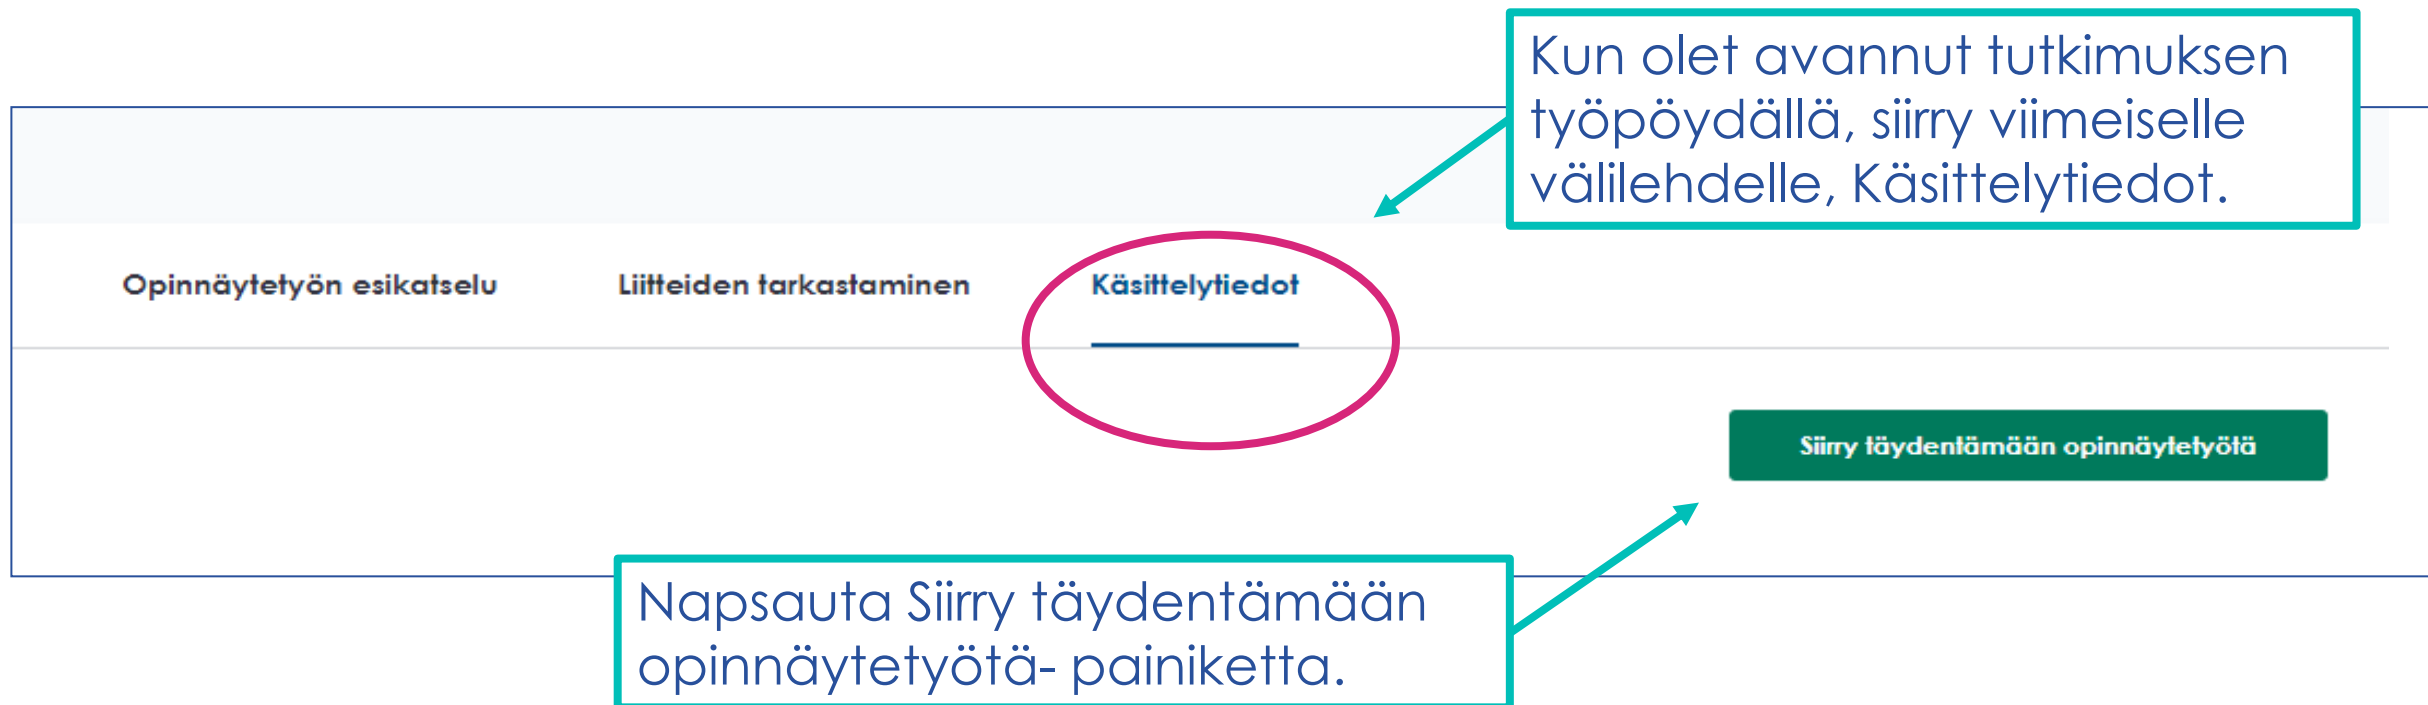 Kun olet avannut tutkimuksen
työpöydällä, siirry viimeiselle
välilehdelle, Käsittelytiedot.
Opinnäytetyön esikatselu
Liitteiden tarkastaminen
Käsittelytiedot
Siirry täydentämään opinnäytetyötä
Napsauta Siirry täydentämään
opinnäytetyötä- painiketta.